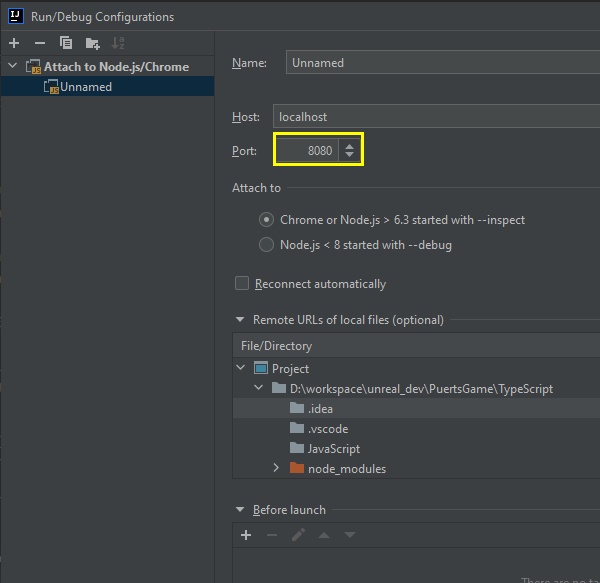 Run/Debug Configurations
Attach to Node.js/Chrome
Unnamed
Name: Unnamed
Host: localhost
Port: 8080
Attach to
Chrome or Node.js > 6.3 started with --inspect
Node.js < 8 started with --debug
Reconnect automatically
Remote URLs of local files (optional)
File/Directory
Project
D:\workspace\unreal_dev\PuertsGame\TypeScript
.idea
.vscode
JavaScript
node_modules
Before launch